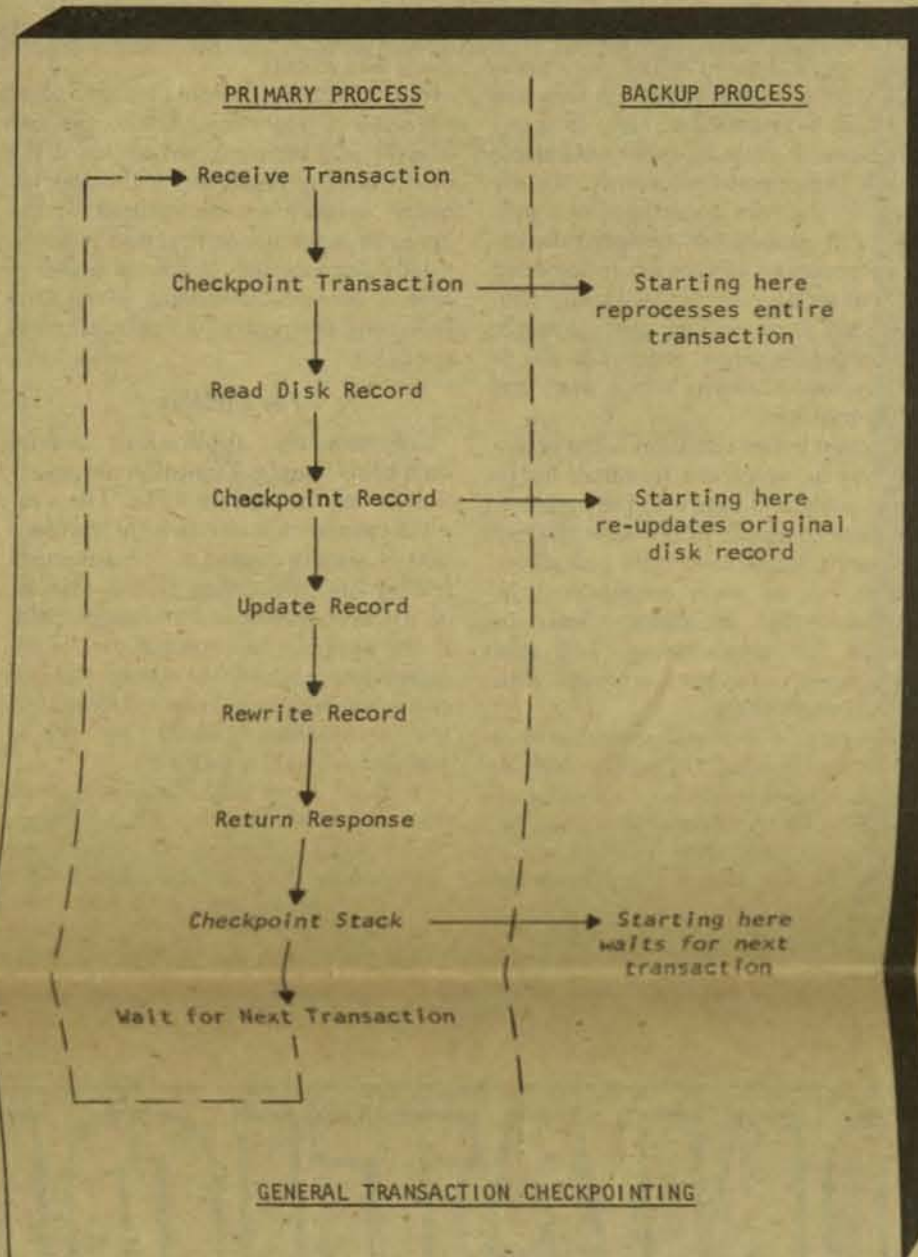 PRIMARY PROCESS
BACKUP PROCESS
Receive Transaction
Checkpoint Transaction
Starting here
reprocesses entire
transaction
Read Disk Record
Checkpoint Record
Starting here
re-updates original
disk record
Update Record
Rewrite Record
Return Response
Checkpoint Stack
Starting here
waits for next
transaction
Wait for Next Transaction
GENERAL TRANSACTION CHECKPOINTING